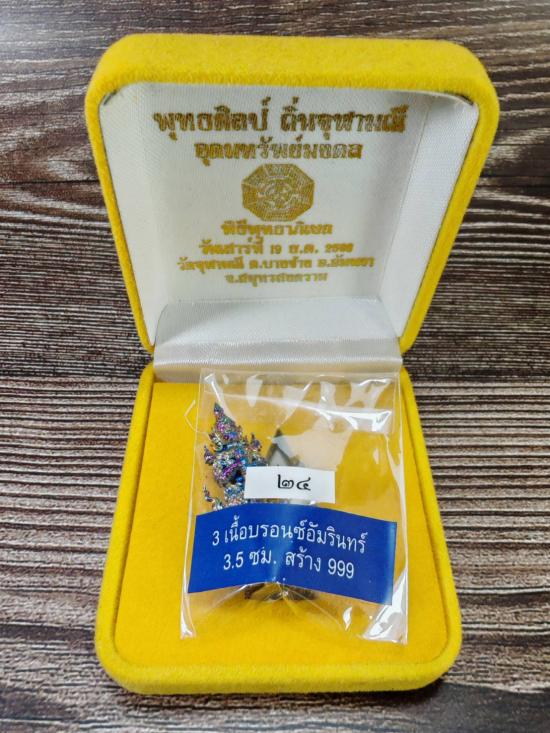 พุทธศิลป์ ถิ่นจุฬามณี
อุดมทรัพย์มงคล
พิธีพุทธาภิเษก
วันเสาร์ที่ 19 ธ.ค. 2563
วัดจุฬามณี ต.บางช้าง อ.อัมพวา
จ.สมุทรสงคราม
๒๔
3 เนื้อบรอนซ์อัมรินทร์
3.5 ซม. สร้าง 999